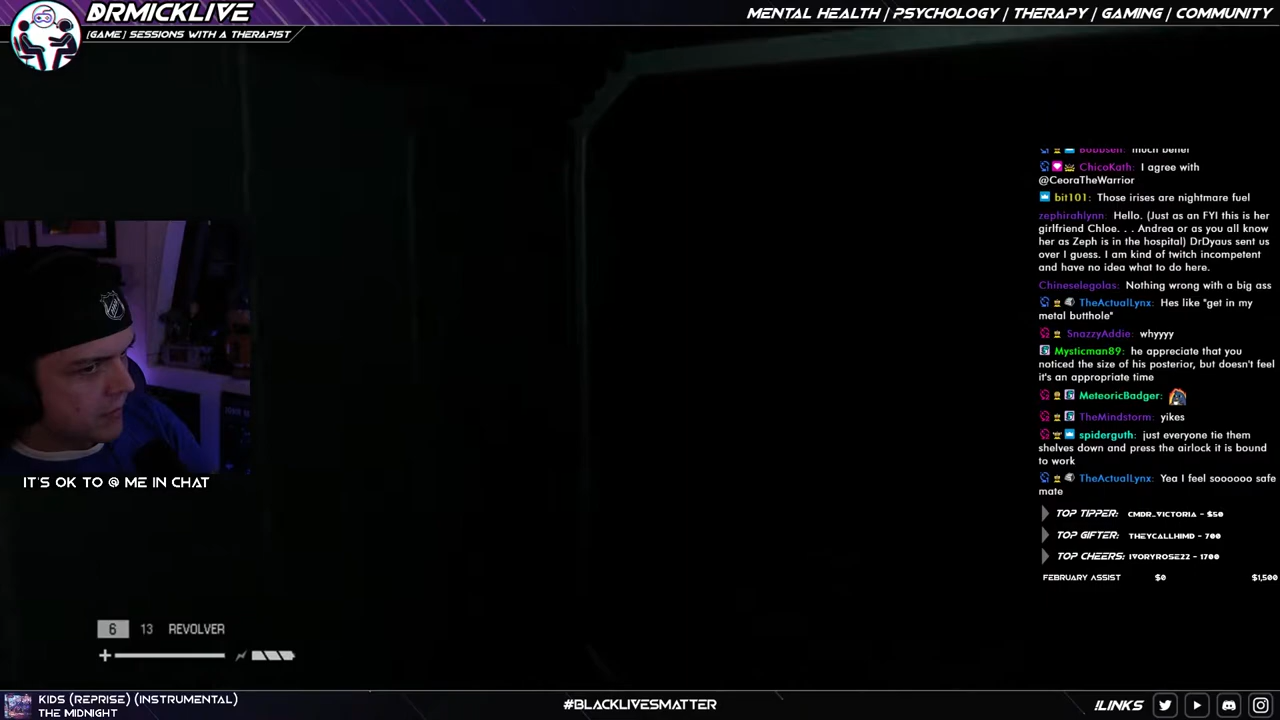 DRMICKLIVE
[GAME] SESSIONS WITH A THERAPIST
MENTAL HEALTH | PSYCHOLOGY | THERAPY | GAMING | COMMUNITY
much better
ChicoKath: I agree with
@CeoraTheWarrior
bit101: Those irises are nightmare fuel
zephirahlynn: Hello. (Just as an FYI this is her
girlfriend Chloe. . . Andrea or as you all know
her as Zeph is in the hospital) DrDyaus sent us
over I guess. I am kind of twitch incompetent
and have no idea what to do here.
Chineselegolas: Nothing wrong with a big ass
TheActualLynx: Hes like "get in my
metal butthole"
SnazzyAddie: whyyyy
Mysticman89: he appreciate that you
noticed the size of his posterior, but doesn't feel
it's an appropriate time
MeteoricBadger:
TheMindstorm: yikes
spiderguth: just everyone tie them
shelves down and press the airlock it is bound
to work
TheActualLynx: Yea I feel soooooo safe
mate
TOP TIPPER: CMDR_VICTORIA - $50
TOP GIFTER: THEYCALLHIMD - 700
TOP CHEERS: IVORYROSE22 - 1700
FEBRUARY ASSIST $0 $1,500
IT'S OK TO @ ME IN CHAT
6 13 REVOLVER
KIDS (REPRISE) (INSTRUMENTAL)
THE MIDNIGHT
#BLACKLIVESMATTER
!LINKS